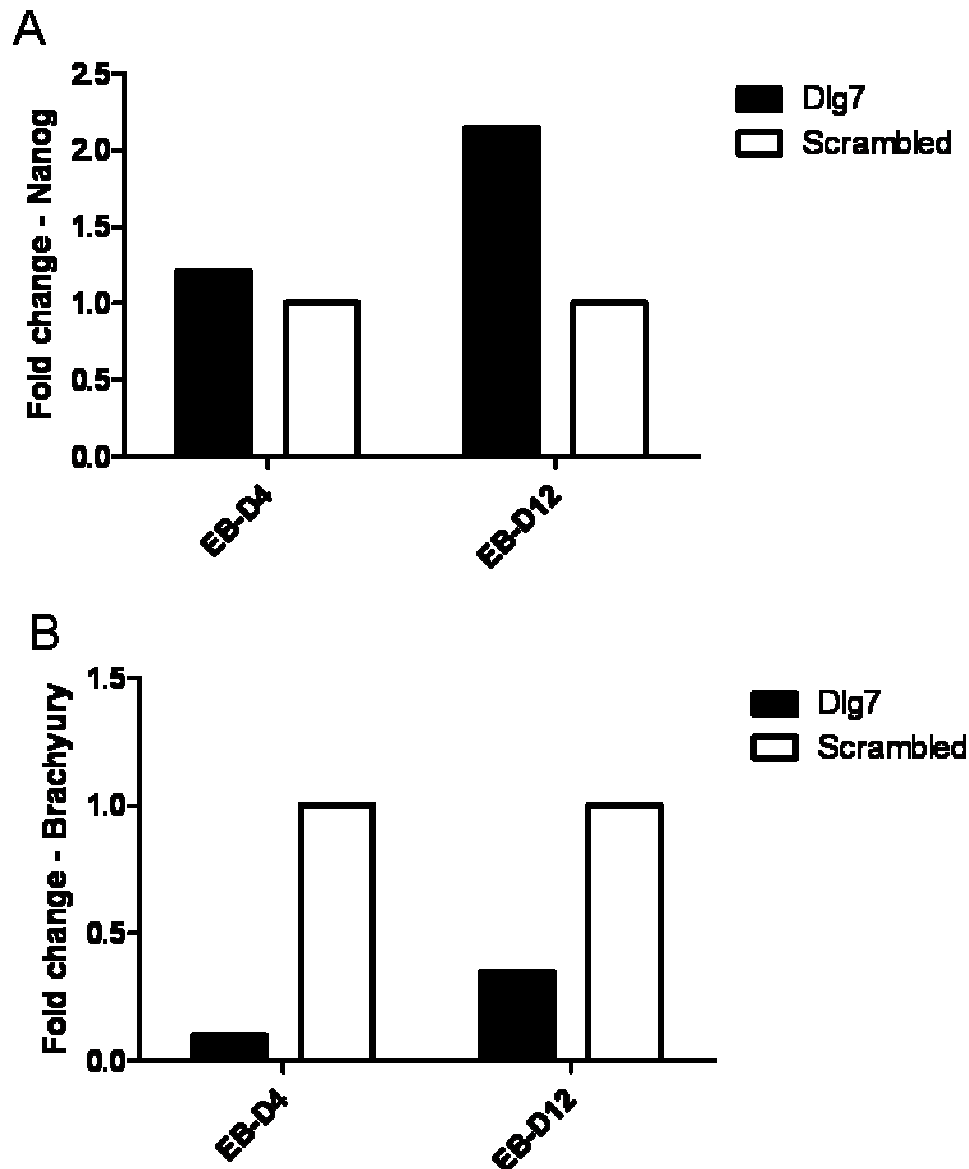 A
2.5
2.0
1.5
1.0
0.5
0.0
Fold change - Nanog
Dlg7
Scrambled
EB-D4
EB-D12
B
1.5
1.0
0.5
0.0
Fold change - Brachyury
Dlg7
Scrambled
EB-D4
EB-D12